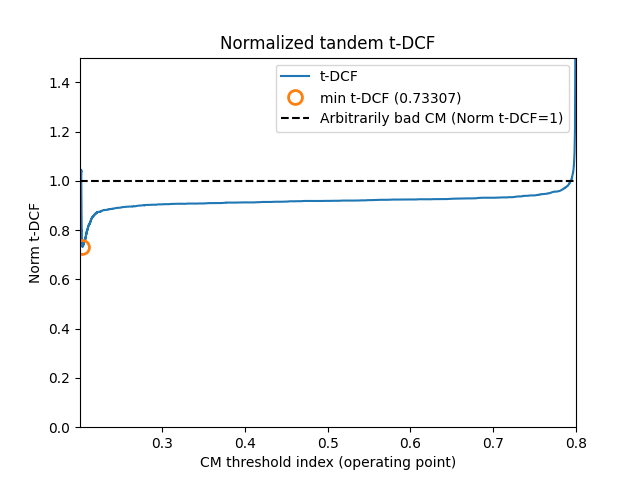 Normalized tandem t-DCF
t-DCF
min t-DCF (0.73307)
Arbitrarily bad CM (Norm t-DCF=1)
Norm t-DCF
1.4
1.2
1.0
0.8
0.6
0.4
0.2
0.0
0.3 0.4 0.5 0.6 0.7 0.8
CM threshold index (operating point)